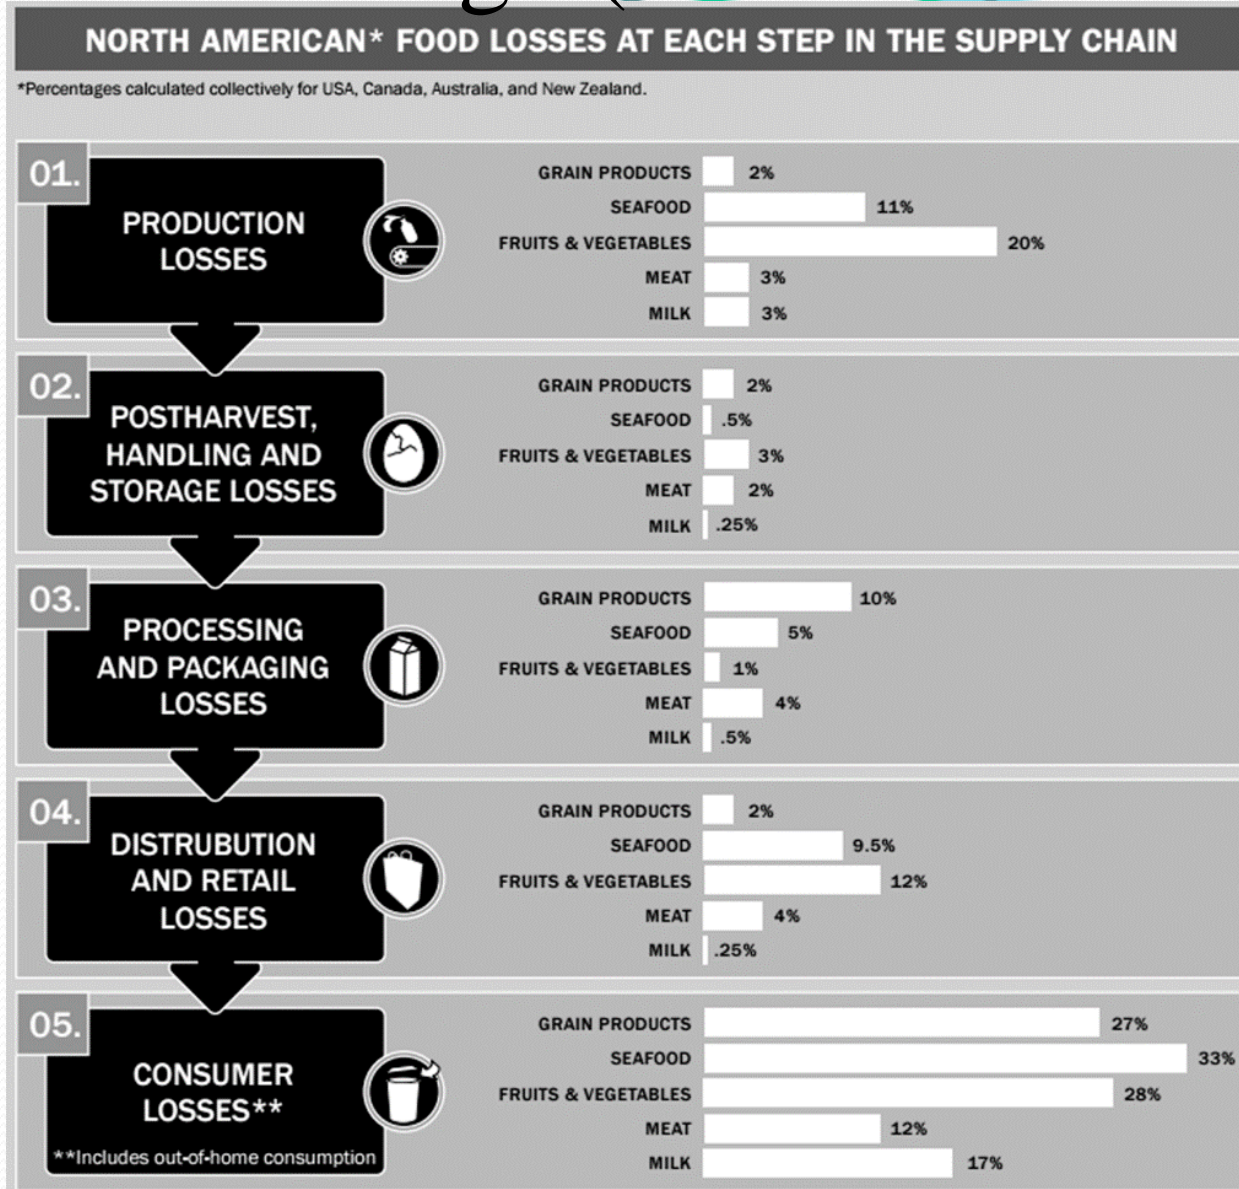 NORTH AMERICAN* FOOD LOSSES AT EACH STEP IN THE SUPPLY CHAIN
*Percentages calculated collectively for USA, Canada, Australia, and New Zealand.
01.
PRODUCTION
LOSSES
GRAIN PRODUCTS 2%
SEAFOOD 11%
FRUITS & VEGETABLES 20%
MEAT 3%
MILK 3%
02.
POSTHARVEST,
HANDLING AND
STORAGE LOSSES
GRAIN PRODUCTS 2%
SEAFOOD .5%
FRUITS & VEGETABLES 3%
MEAT 2%
MILK .25%
03.
PROCESSING
AND PACKAGING
LOSSES
GRAIN PRODUCTS 10%
SEAFOOD 5%
FRUITS & VEGETABLES 1%
MEAT 4%
MILK .5%
04.
DISTRUBUTION
AND RETAIL
LOSSES
GRAIN PRODUCTS 2%
SEAFOOD 9.5%
FRUITS & VEGETABLES 12%
MEAT 4%
MILK .25%
05.
CONSUMER
LOSSES**
**Includes out-of-home consumption
GRAIN PRODUCTS 27%
SEAFOOD 33%
FRUITS & VEGETABLES 28%
MEAT 12%
MILK 17%